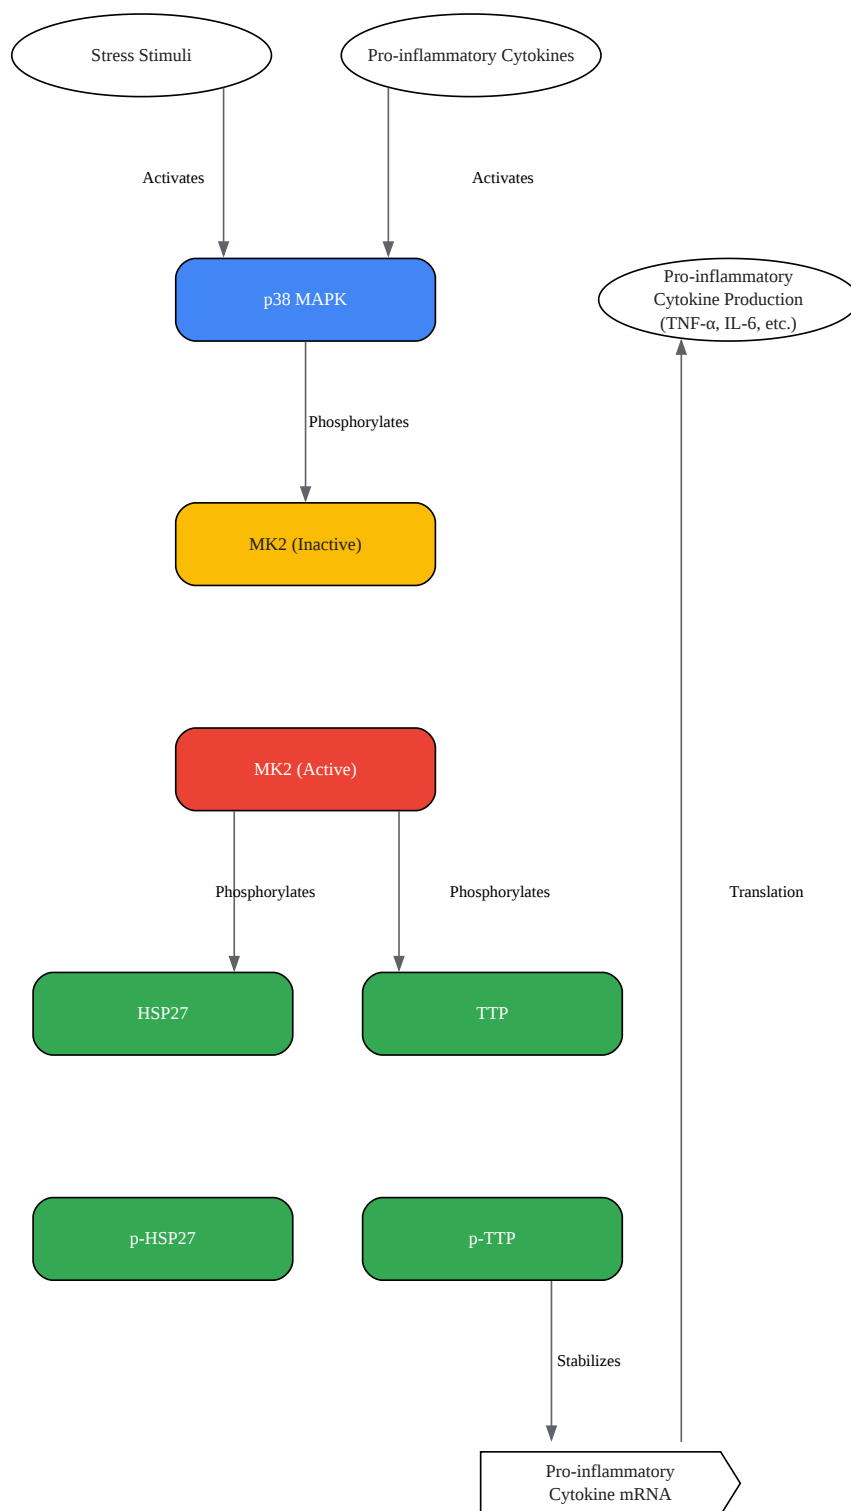 Stress Stimuli
Pro-inflammatory Cytokines
Activates
Activates
p38 MAPK
Pro-inflammatory
Cytokine Production
(TNF-α, IL-6, etc.)
Phosphorylates
MK2 (Inactive)
MK2 (Active)
Phosphorylates
Phosphorylates
Translation
HSP27
TTP
p-HSP27
p-TTP
Stabilizes
Pro-inflammatory
Cytokine mRNA